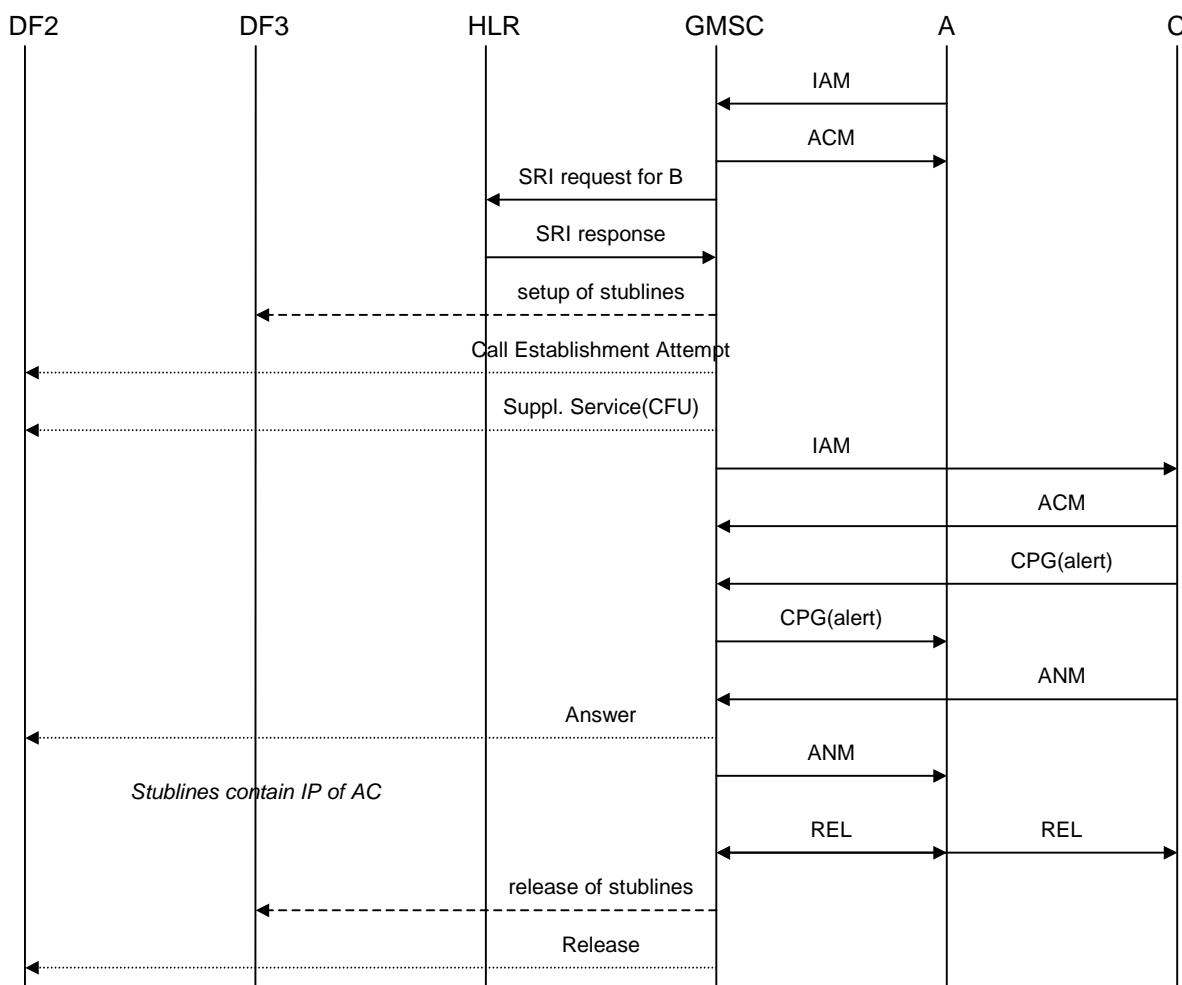 DF2 DF3 HLR GMSC A C
IAM
ACM
SRI request for B
SRI response
setup of stublines
Call Establishment Attempt
Suppl. Service(CFU)
IAM
ACM
CPG(alert)
CPG(alert)
ANM
Answer
ANM
Stublines contain IP of AC
REL REL
release of stublines
Release